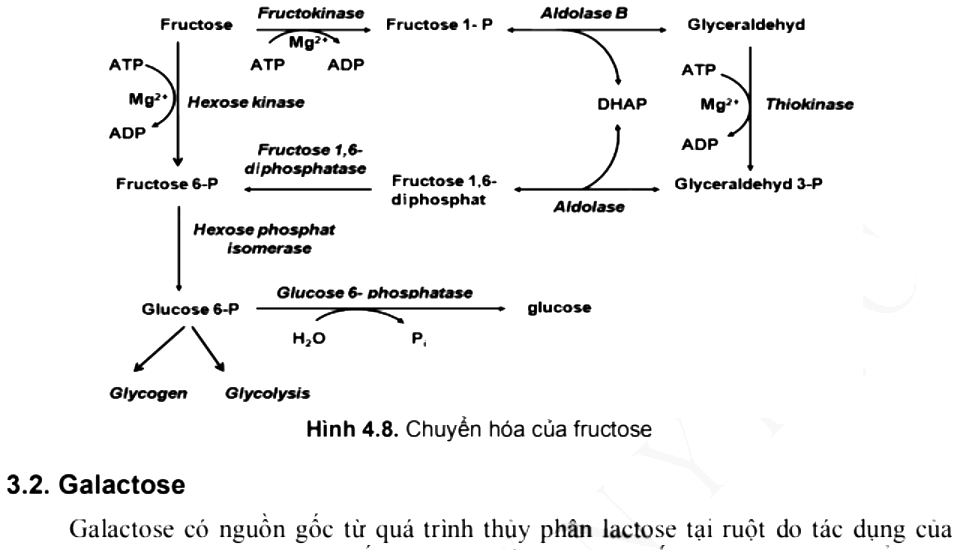 Fructokinase
Aldolase B
Fructose
Fructose 1- P
Glyceraldehyd
Mg²⁺
ATP ADP
ATP
Mg²⁺
ADP
Hexose kinase
DHAP
ATP
Mg²⁺
ADP
Thiokinase
Fructose 1,6-
diphosphatase
Fructose 6-P
Fructose 1,6-
diphosphat
Aldolase
Glyceraldehyd 3-P
Hexose phosphat
isomerase
Glucose 6- phosphatase
Glucose 6-P
glucose
H₂O Pᵢ
Glycogen Glycolysis
Hình 4.8. Chuyển hóa của fructose
3.2. Galactose
Galactose có nguồn gốc từ quá trình thủy phân lactose tại ruột do tác dụng của